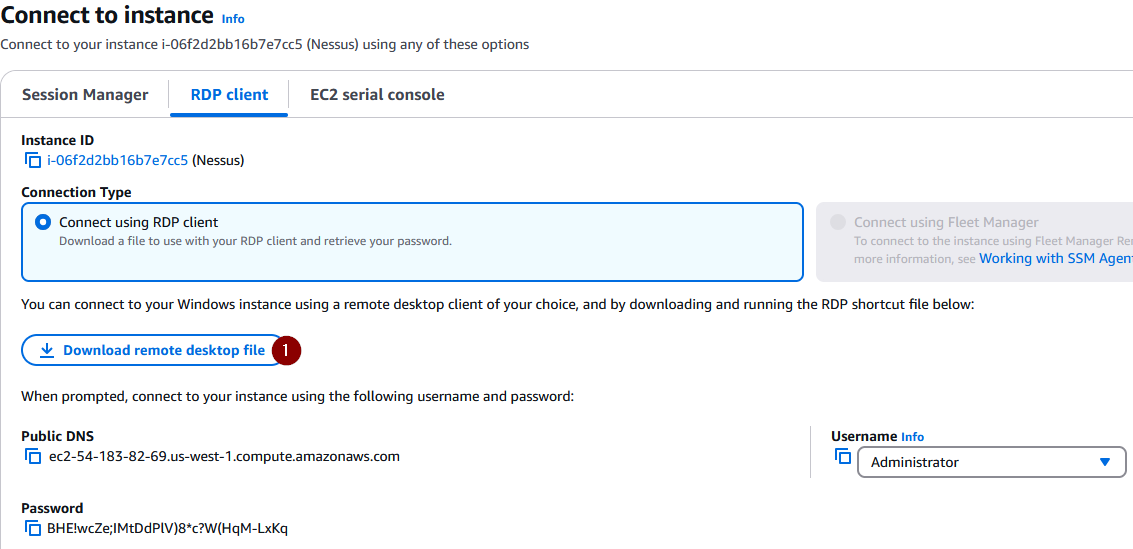 Connect to instance Info
Connect to your instance i-06f2d2bb16b7e7cc5 (Nessus) using any of these options
Session Manager RDP client EC2 serial console
Instance ID
i-06f2d2bb16b7e7cc5 (Nessus)
Connection Type
Connect using RDP client
Download a file to use with your RDP client and retrieve your password.
Connect using Fleet Manager
To connect to the instance using Fleet Manager Re
more information, see Working with SSM Agent
You can connect to your Windows instance using a remote desktop client of your choice, and by downloading and running the RDP shortcut file below:
Download remote desktop file 1
When prompted, connect to your instance using the following username and password:
Public DNS
ec2-54-183-82-69.us-west-1.compute.amazonaws.com
Username Info
Administrator
Password
BHE!wcZe;IMtDdPlV)8*c?W(HqM-LxKq